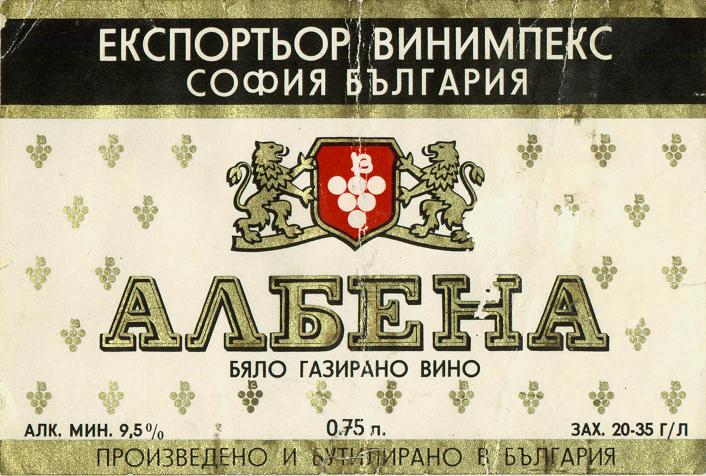 ЕКСПОРТЬОР ВИНИМПЕКС
СОФИЯ БЪЛГАРИЯ
АЛБЕНА
БЯЛО ГАЗИРАНО ВИНО
АЛК. МИН. 9,5% 0.75 л. ЗАХ. 20-35 Г/Л
ПРОИЗВЕДЕНО И БУТИЛИРАНО В БЪЛГАРИЯ